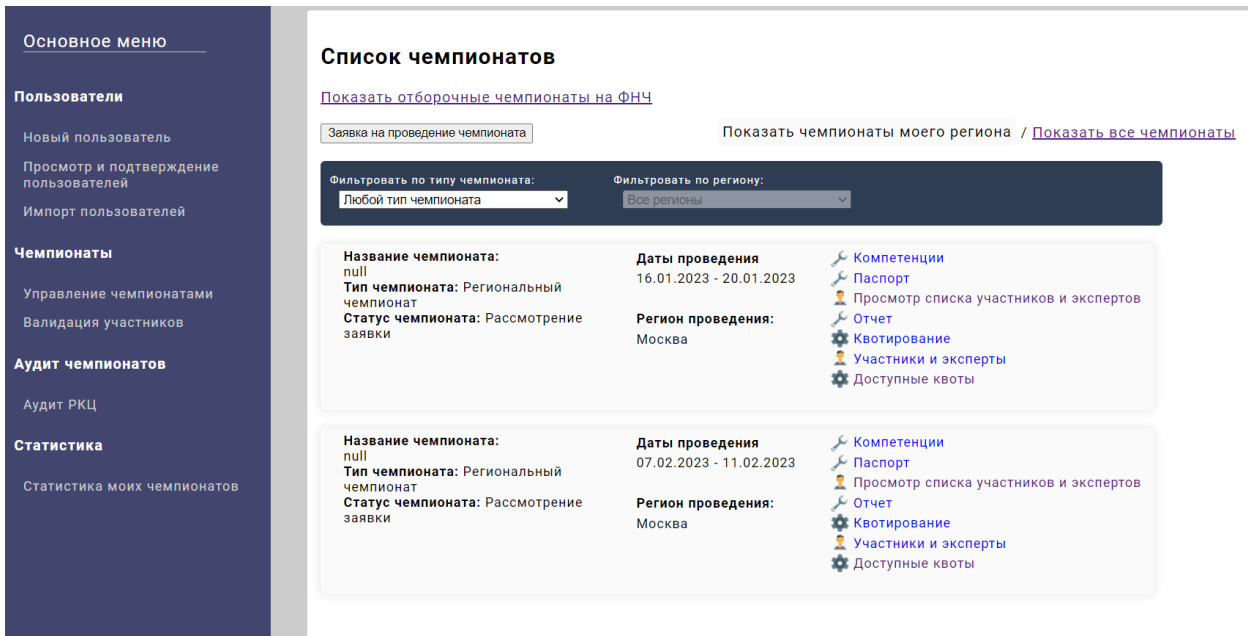 Основное меню
Пользователи
Новый пользователь
Просмотр и подтверждение
пользователей
Импорт пользователей
Чемпионаты
Управление чемпионатами
Валидация участников
Аудит чемпионатов
Аудит РКЦ
Статистика
Статистика моих чемпионатов
Список чемпионатов
Показать отборочные чемпионаты на ФНЧ
Заявка на проведение чемпионата
Показать чемпионаты моего региона / Показать все чемпионаты
Фильтровать по типу чемпионата:
Любой тип чемпионата
Фильтровать по региону:
Все регионы
Название чемпионата:
null
Тип чемпионата: Региональный
чемпионат
Статус чемпионата: Рассмотрение
заявки
Даты проведения
16.01.2023 - 20.01.2023
Регион проведения:
Москва
Компетенции
Паспорт
Просмотр списка участников и экспертов
Отчет
Квотирование
Участники и эксперты
Доступные квоты
Название чемпионата:
null
Тип чемпионата: Региональный
чемпионат
Статус чемпионата: Рассмотрение
заявки
Даты проведения
07.02.2023 - 11.02.2023
Регион проведения:
Москва
Компетенции
Паспорт
Просмотр списка участников и экспертов
Отчет
Квотирование
Участники и эксперты
Доступные квоты